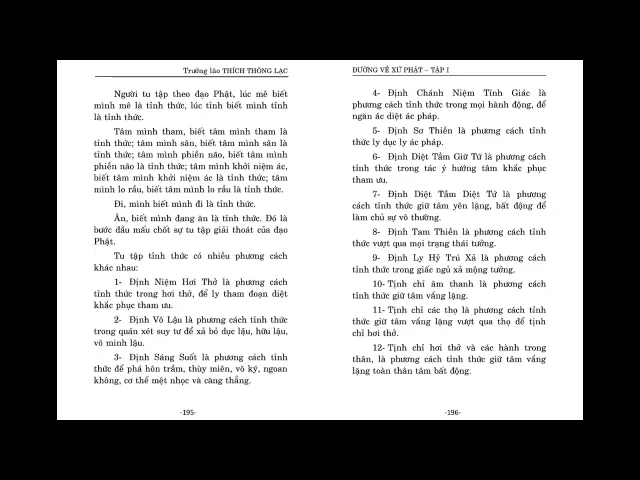 Trưởng lão THÍCH THÔNG LẠC
Người tu tập theo đạo Phật, lúc mê biết
mình mê là tỉnh thức, lúc tỉnh biết mình tỉnh
là tỉnh thức.
Tâm mình tham, biết tâm mình tham là
tỉnh thức; tâm mình sân, biết tâm mình sân là
tỉnh thức; tâm mình phiền não, biết tâm mình
phiền não là tỉnh thức; tâm mình khởi niệm ác,
biết tâm mình khởi niệm ác là tỉnh thức; tâm
mình lo rầu, biết tâm mình lo rầu là tỉnh thức.
Đi, mình biết mình đi là tỉnh thức.
Ăn, biết mình đang ăn là tỉnh thức. Đó là
bước đầu mấu chốt sự tu tập giải thoát của đạo
Phật.
Tu tập tỉnh thức có nhiều phương cách
khác nhau:
1- Định Niệm Hơi Thở là phương cách
tỉnh thức trong hơi thở, để ly tham đoạn diệt
khắc phục tham ưu.
2- Định Vô Lậu là phương cách tỉnh thức
trong quán xét suy tư để xả bỏ dục lậu, hữu lậu,
vô minh lậu.
3- Định Sáng Suốt là phương cách tỉnh
thức để phá hôn trầm, thùy miên, vô ký, ngoan
không, cơ thể mệt nhọc và căng thẳng.
-195-
ĐƯỜNG VỀ XỨ PHẬT – TẬP I
4- Định Chánh Niệm Tỉnh Giác là
phương cách tỉnh thức trong mọi hành động, để
ngăn ác diệt ác pháp.
5- Định Sơ Thiền là phương cách tỉnh
thức ly dục ly ác pháp.
6- Định Diệt Tầm Giữ Tứ là phương cách
tỉnh thức trong tác ý hướng tâm khắc phục
tham ưu.
7- Định Diệt Tầm Diệt Tứ là phương
cách tỉnh thức giữ tâm yên lặng, bất động để
làm chủ sự vô thường.
8- Định Tam Thiền là phương cách tỉnh
thức vượt qua mọi trạng thái tưởng.
9- Định Ly Hỷ Trú Xả là phương cách
tỉnh thức trong giấc ngủ xả mộng tưởng.
10- Tịnh chỉ âm thanh là phương cách
tỉnh thức giữ tâm vắng lặng.
11- Tịnh chỉ các thọ là phương cách tỉnh
thức giữ tâm vắng lặng vượt qua thọ để tịnh
chỉ hơi thở.
12- Tịnh chỉ hơi thở và các hành trong
thân, là phương cách tỉnh thức giữ tâm vắng
lặng toàn thân tâm bất động.
-196-